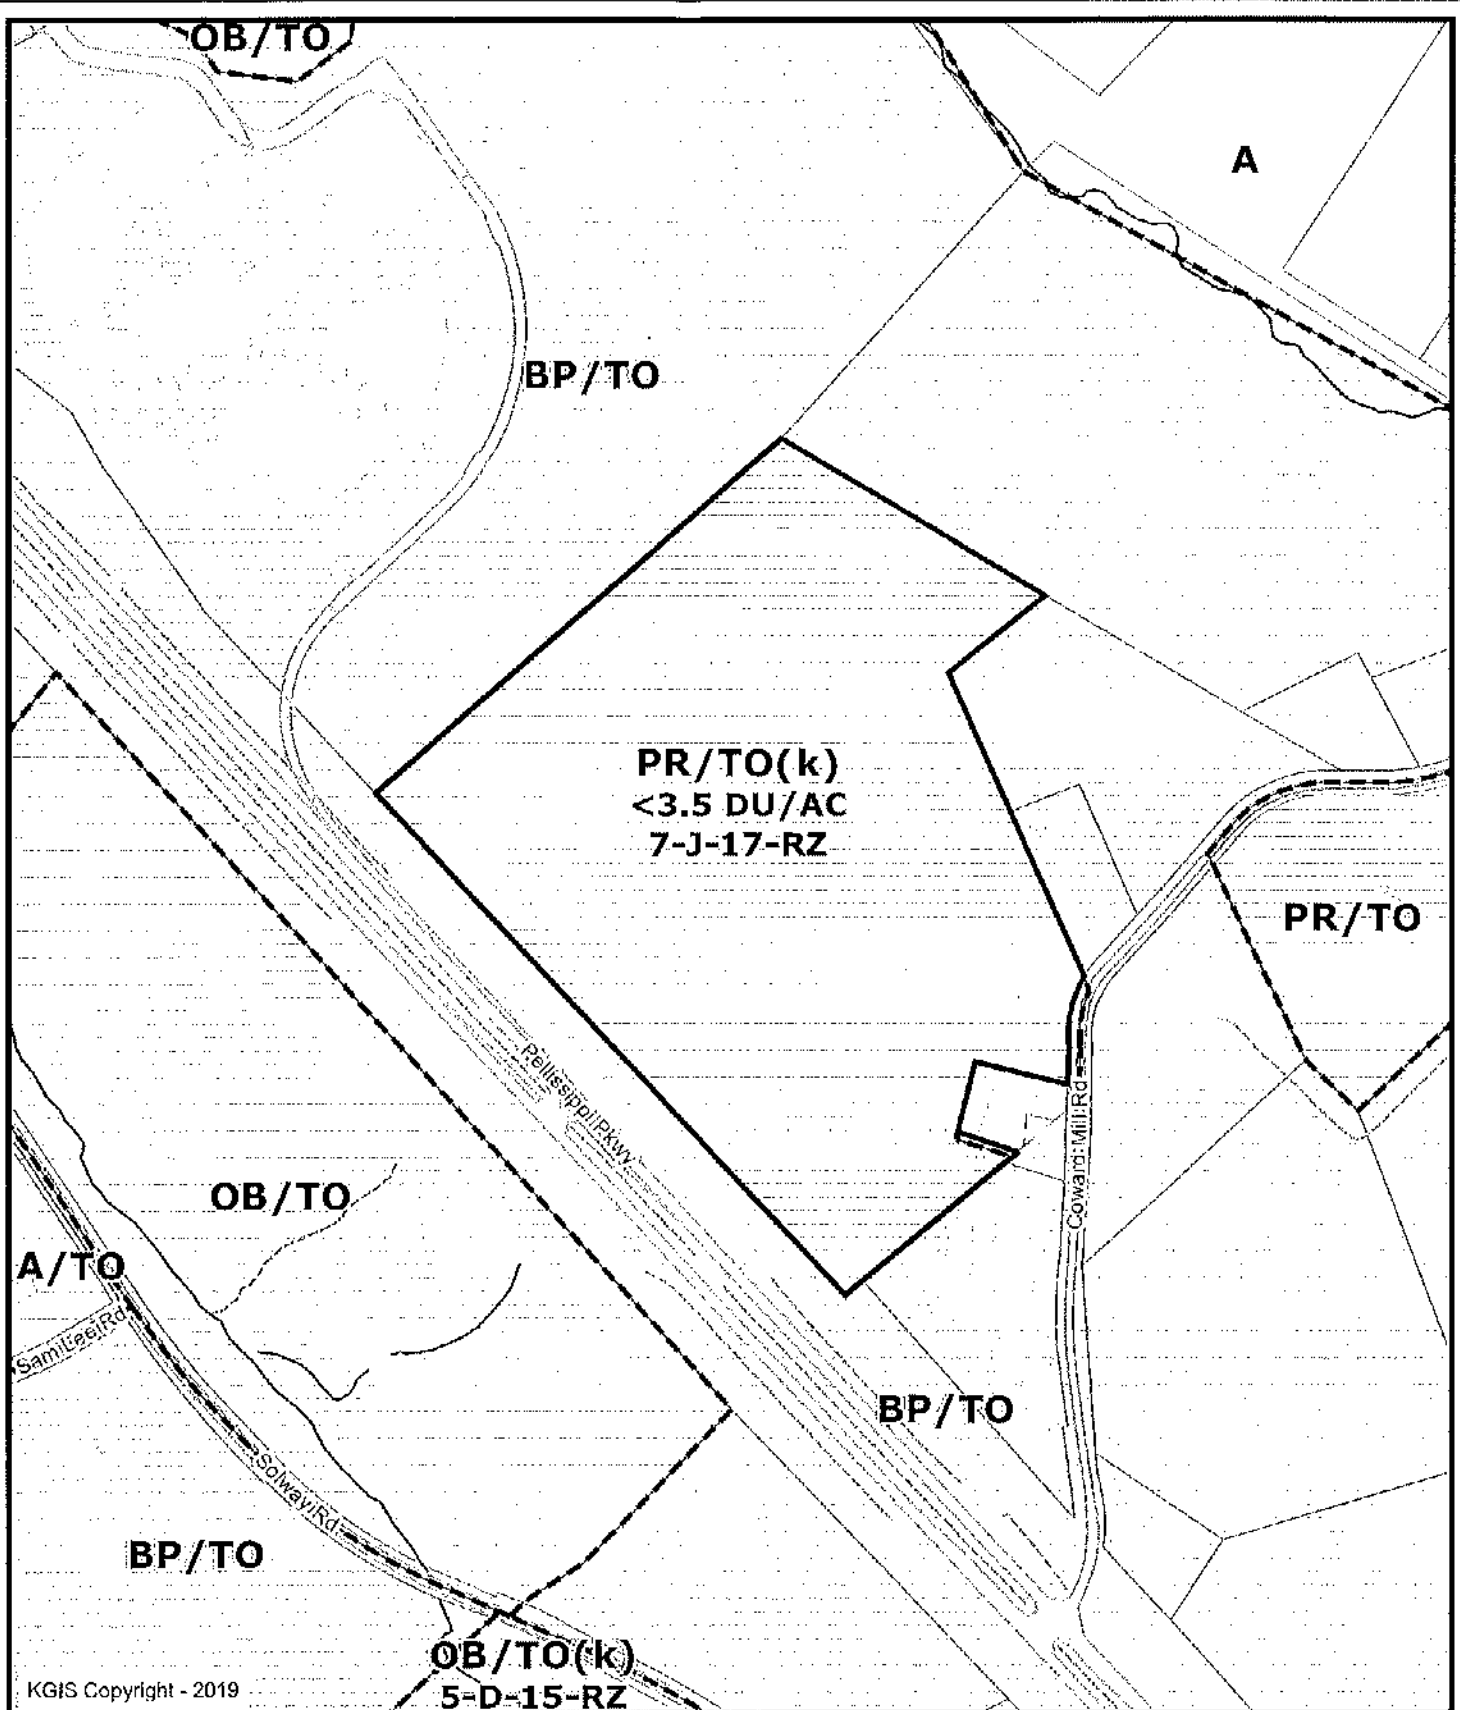 OB/TO
A
BP/TO
PR/TO(k)
<3.5 DU/AC
7-J-17-RZ
PR/TO
Pellissippi Pkwy
Coward Mill Rd
OB/TO
A/TO
Sam Lee Rd
BP/TO
Solway Rd
BP/TO
OB/TO(k)
5-D-15-RZ
KGIS Copyright - 2019